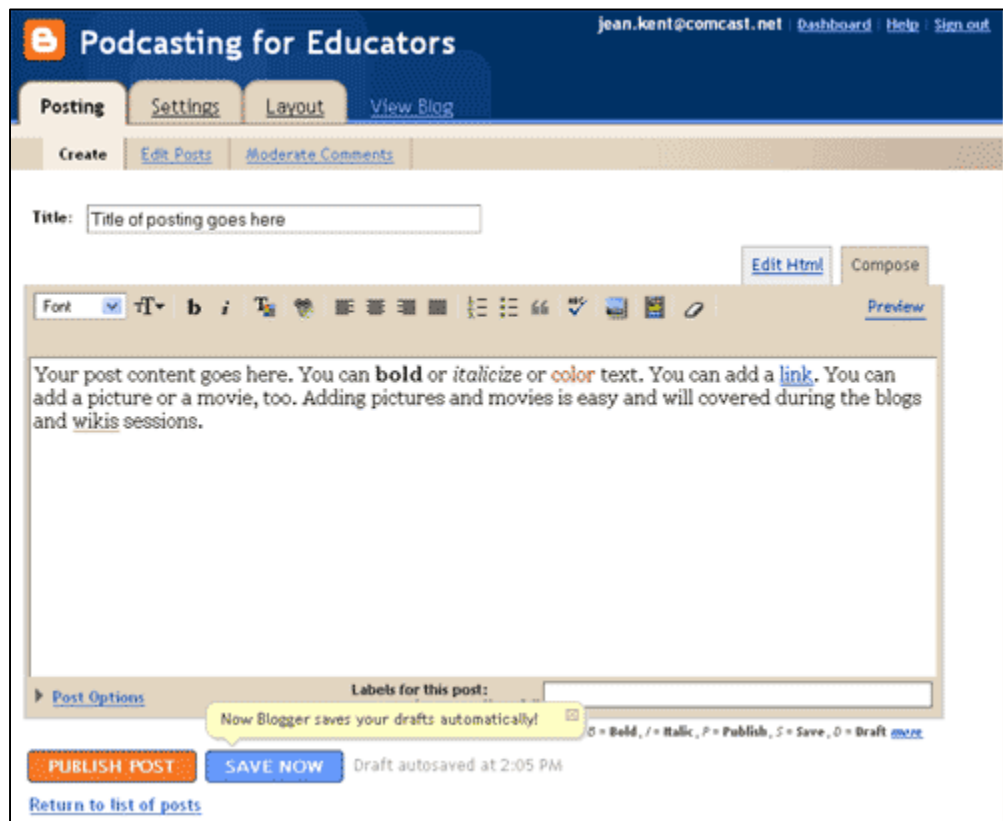 jean.kent@comcast.net Dashboard Help Sign out
Podcasting for Educators
Posting Settings Layout View Blog
Create Edit Posts Moderate Comments
Title: Title of posting goes here
Edit Html Compose
Font Preview
Your post content goes here. You can bold or italicize or color text. You can add a link. You can
add a picture or a movie, too. Adding pictures and movies is easy and will covered during the blogs
and wikis sessions.
Post Options Labels for this post:
Now Blogger saves your drafts automatically!
B = Bold, I = Italic, P = Publish, S = Save, D = Draft more
PUBLISH POST SAVE NOW Draft autosaved at 2:05 PM
Return to list of posts